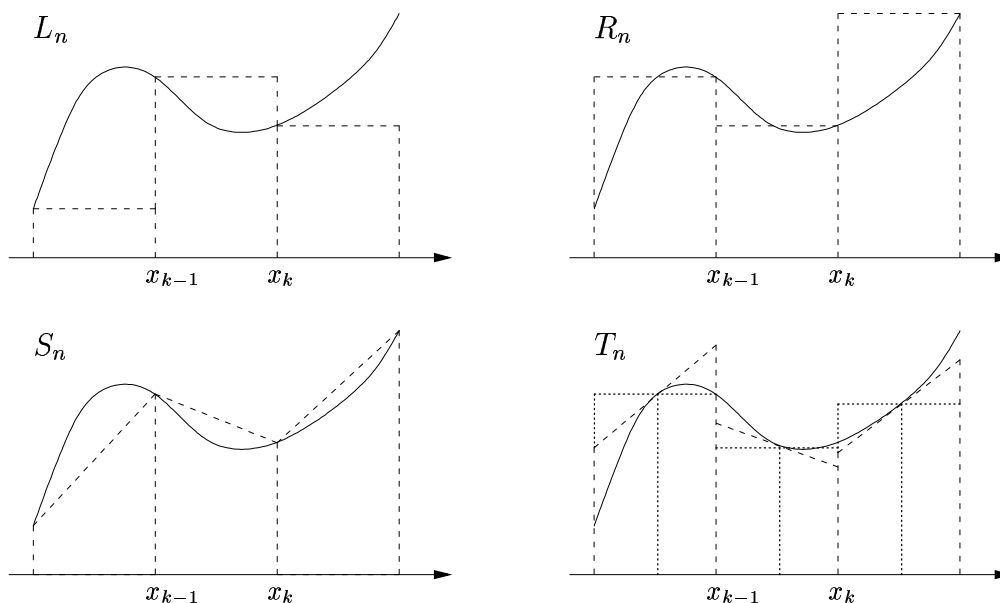 L_n
R_n
x_{k-1} x_k
x_{k-1} x_k
S_n
T_n
x_{k-1} x_k
x_{k-1} x_k